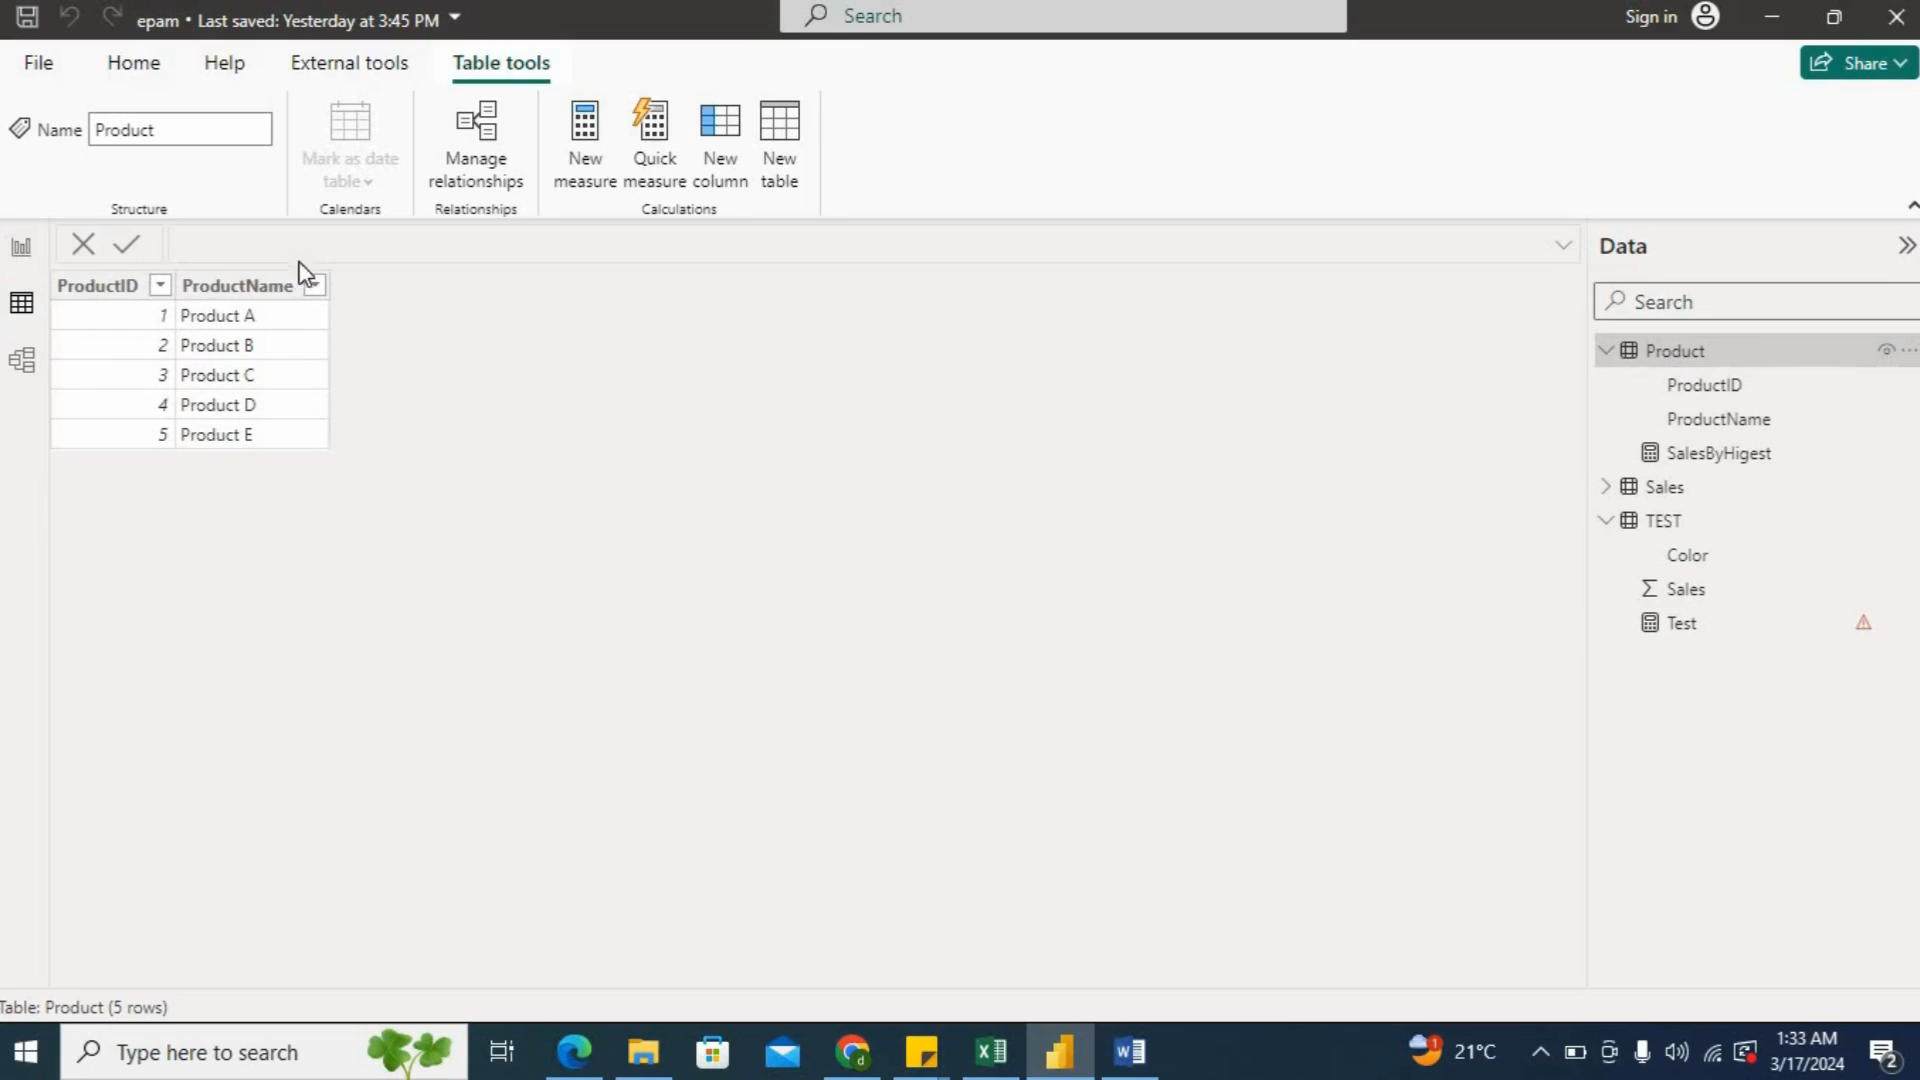 epam • Last saved: Yesterday at 3:45 PM
Search
Sign in
File
Home
Help
External tools
Table tools
Share
Name
Product
Mark as date
table
Manage
relationships
New
measure
Quick
measure
New
column
New
table
Structure
Calendars
Relationships
Calculations
Data
ProductID
ProductName
1 Product A
2 Product B
3 Product C
4 Product D
5 Product E
Search
Product
ProductID
ProductName
SalesByHigest
Sales
TEST
Color
Sales
Test
Table: Product (5 rows)
Type here to search
21°C
1:33 AM
3/17/2024
2